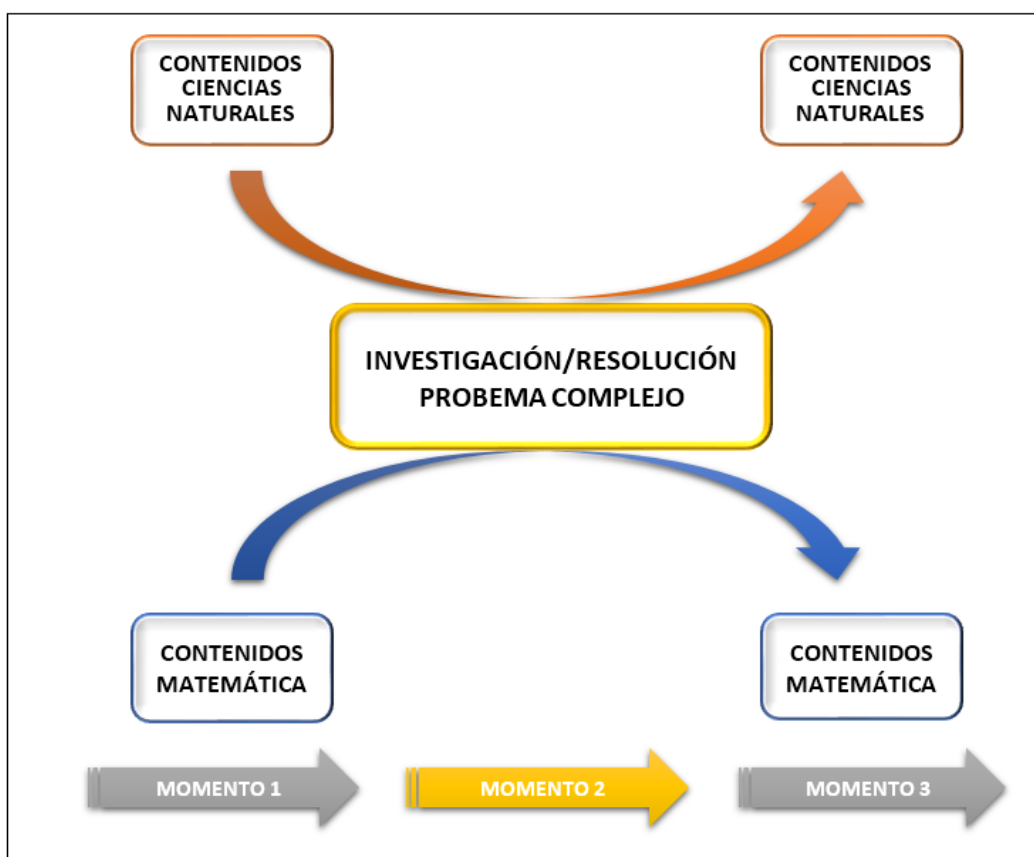 CONTENIDOS
CIENCIAS
NATURALES
CONTENIDOS
CIENCIAS
NATURALES
INVESTIGACIÓN/RESOLUCIÓN
PROBEMA COMPLEJO
CONTENIDOS
MATEMÁTICA
CONTENIDOS
MATEMÁTICA
MOMENTO 1
MOMENTO 2
MOMENTO 3